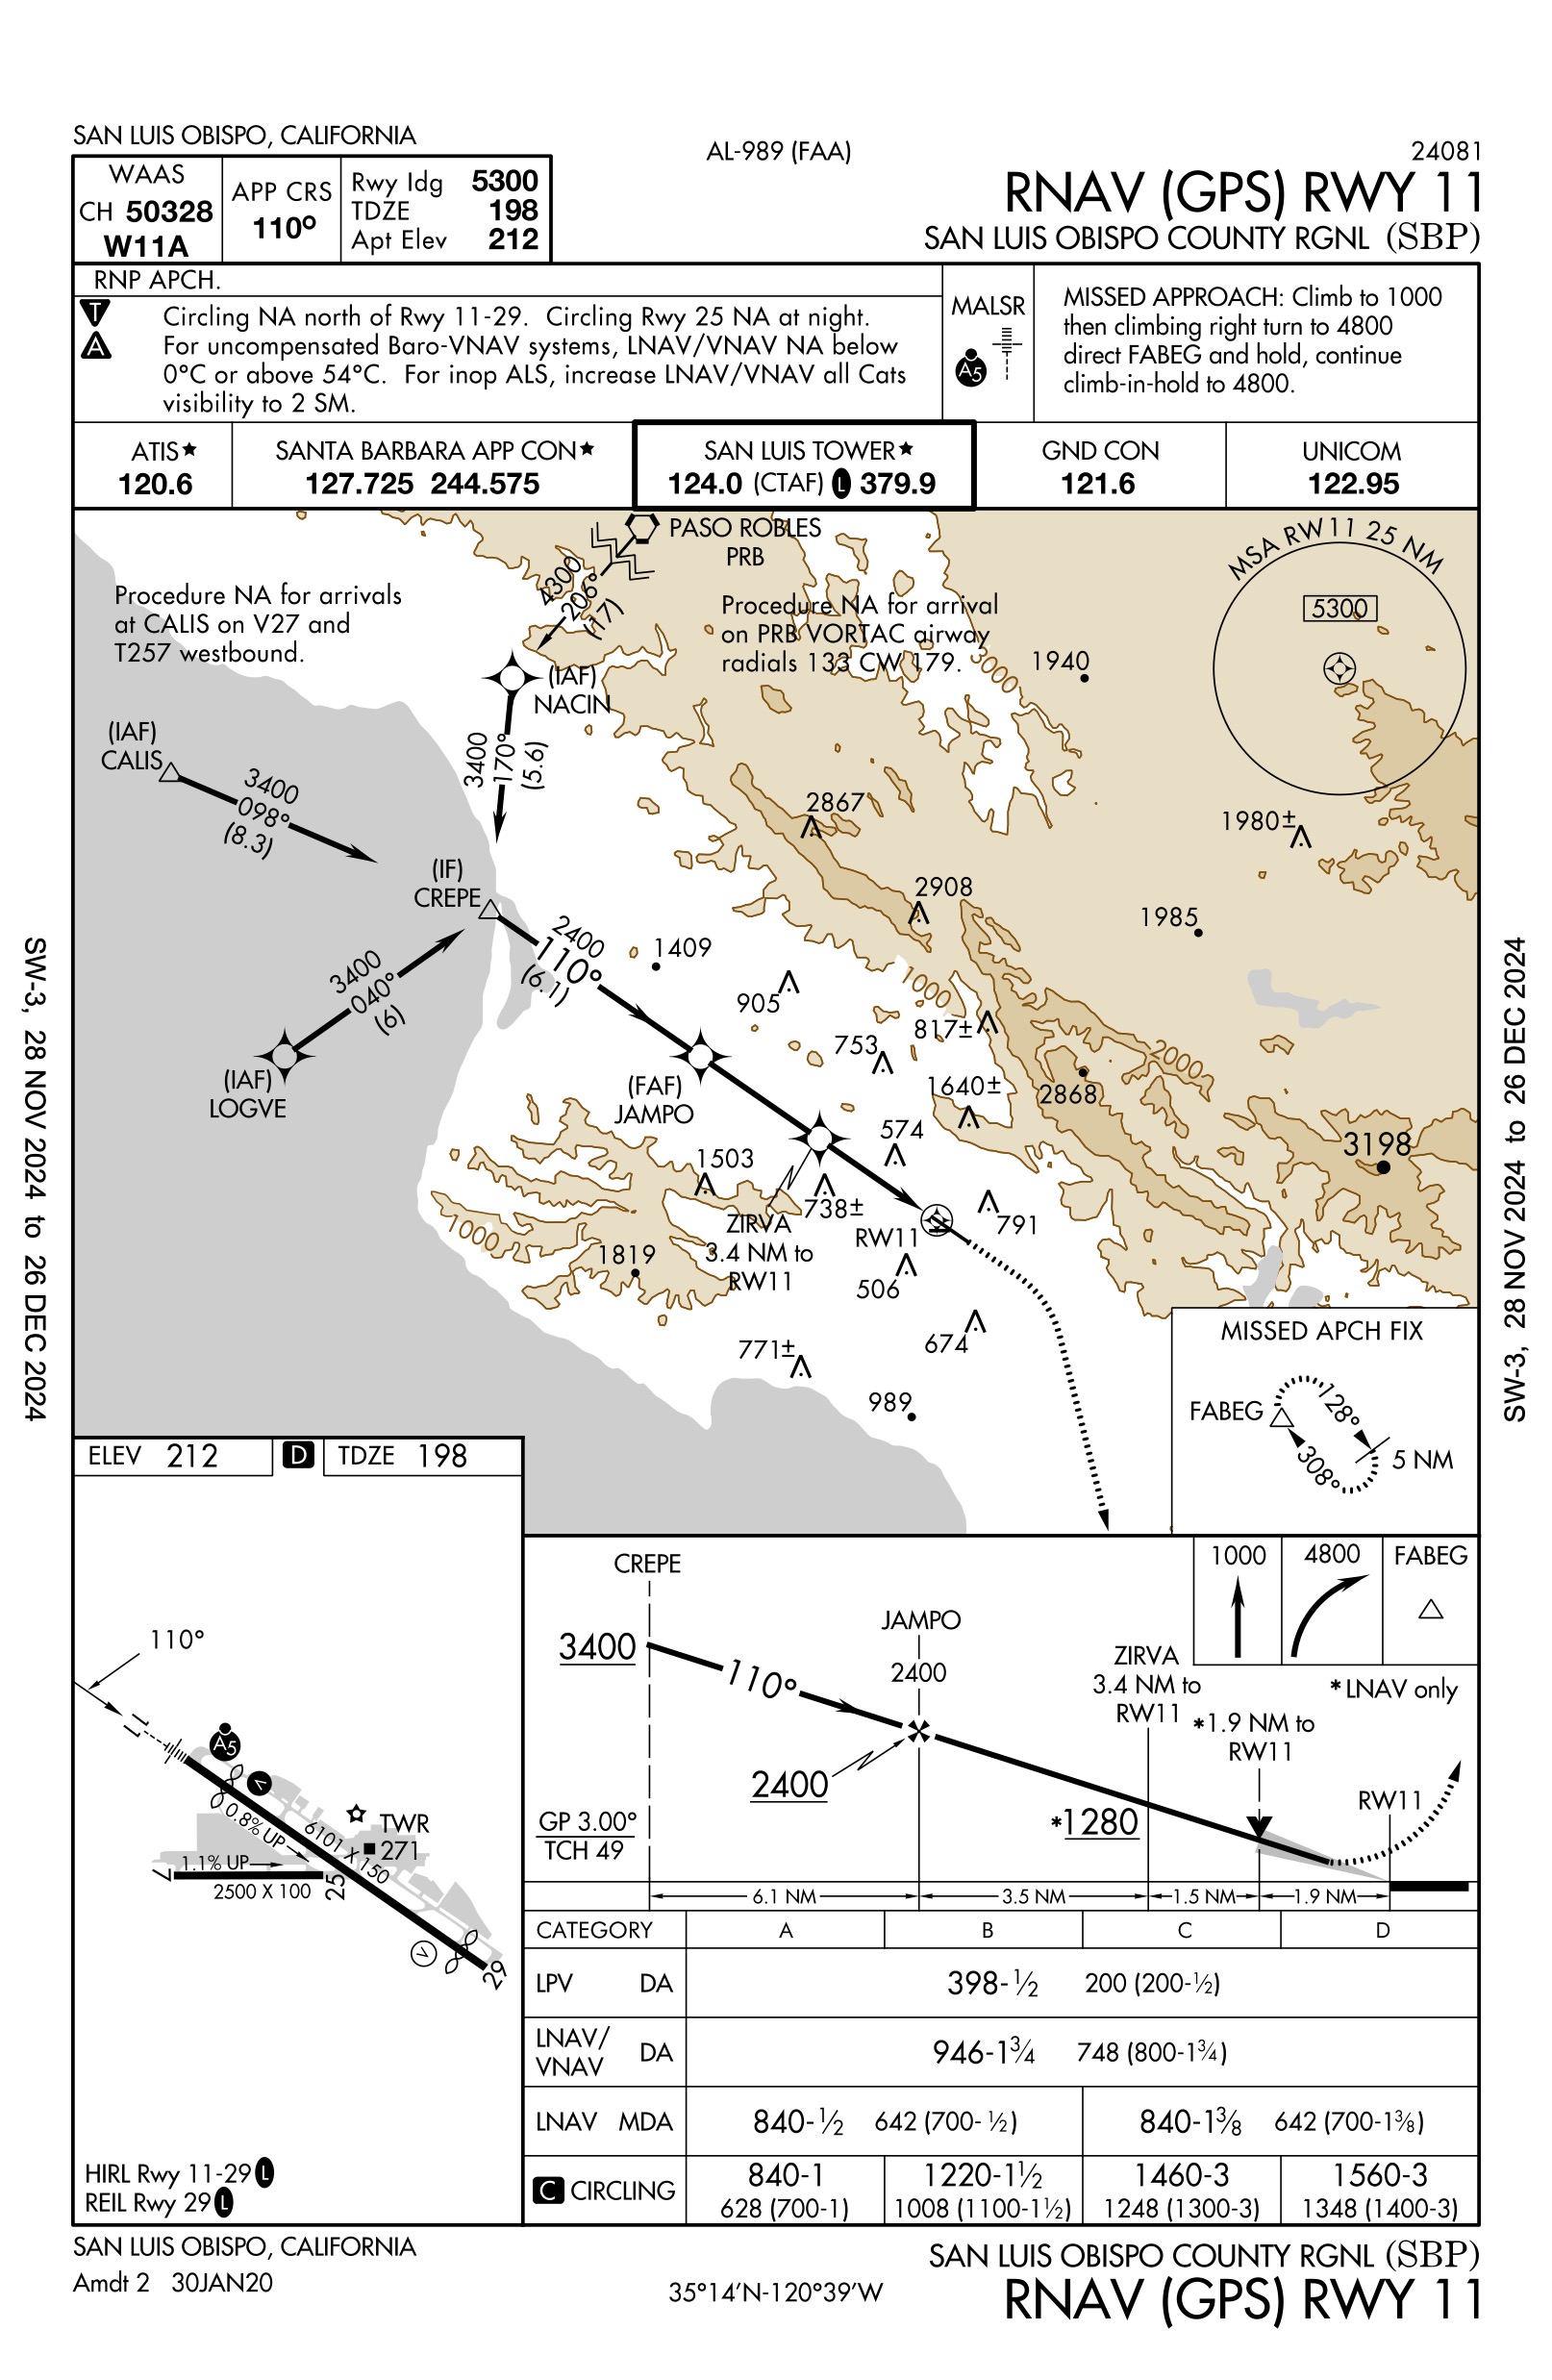 SAN LUIS OBISPO, CALIFORNIA
AL-989 (FAA)
24081
WAAS
CH 50328
W11A
APP CRS
110°
Rwy Idg 5300
TDZE 198
Apt Elev 212
RNAV (GPS) RWY 11
SAN LUIS OBISPO COUNTY RGNL (SBP)
RNP APCH.
T
A
Circling NA north of Rwy 11-29. Circling Rwy 25 NA at night.
For uncompensated Baro-VNAV systems, LNAV/VNAV NA below
0°C or above 54°C. For inop ALS, increase LNAV/VNAV all Cats
visibility to 2 SM.
MALSR
A5
MISSED APPROACH: Climb to 1000
then climbing right turn to 4800
direct FABEG and hold, continue
climb-in-hold to 4800.
ATIS★
120.6
SANTA BARBARA APP CON★
127.725 244.575
SAN LUIS TOWER★
124.0 (CTAF) L 379.9
GND CON
121.6
UNICOM
122.95
PASO ROBLES
PRB
4300
206°
(17)
Procedure NA for arrivals
at CALIS on V27 and
T257 westbound.
Procedure NA for arrival
on PRB VORTAC airway
radials 133 CW 179.
MSA RW11 25 NM
5300
3000
1940
(IAF)
NACIN
3400
170°
(5.6)
(IAF)
CALIS
3400
098°
(8.3)
2867
1980±
(IF)
CREPE
2908
1985
2400
110°
(6.1)
1409
3400
040°
(6)
905
1000
817±
753
2000
(IAF)
LOGVE
(FAF)
JAMPO
1640±
2868
574
3198
1503
738±
ZIRVA
3.4 NM to
RW11
RW11
791
1000
1819
506
674
771±
989
MISSED APCH FIX
FABEG
128°
308°
5 NM
SW-3, 28 NOV 2024 to 26 DEC 2024
SW-3, 28 NOV 2024 to 26 DEC 2024
ELEV 212
D
TDZE 198
110°
A5
V
0.8% UP
6101 X 150
TWR
271
7
1.1% UP
25
2500 X 100
V
29
HIRL Rwy 11-29 L
REIL Rwy 29 L
CREPE
3400
110°
JAMPO
2400
2400
ZIRVA
3.4 NM to
RW11
*1.9 NM to
RW11
*1280
RW11
1000
4800
FABEG
*LNAV only
GP 3.00°
TCH 49
6.1 NM
3.5 NM
1.5 NM
1.9 NM
CATEGORY A B C D
LPV DA 398-½ 200 (200-½)
LNAV/
VNAV DA 946-1¾ 748 (800-1¾)
LNAV MDA 840-½ 642 (700-½) 840-1⅜ 642 (700-1⅜)
C CIRCLING
840-1
628 (700-1)
1220-1½
1008 (1100-1½)
1460-3
1248 (1300-3)
1560-3
1348 (1400-3)
SAN LUIS OBISPO, CALIFORNIA
Amdt 2 30JAN20
35°14'N-120°39'W
SAN LUIS OBISPO COUNTY RGNL (SBP)
RNAV (GPS) RWY 11